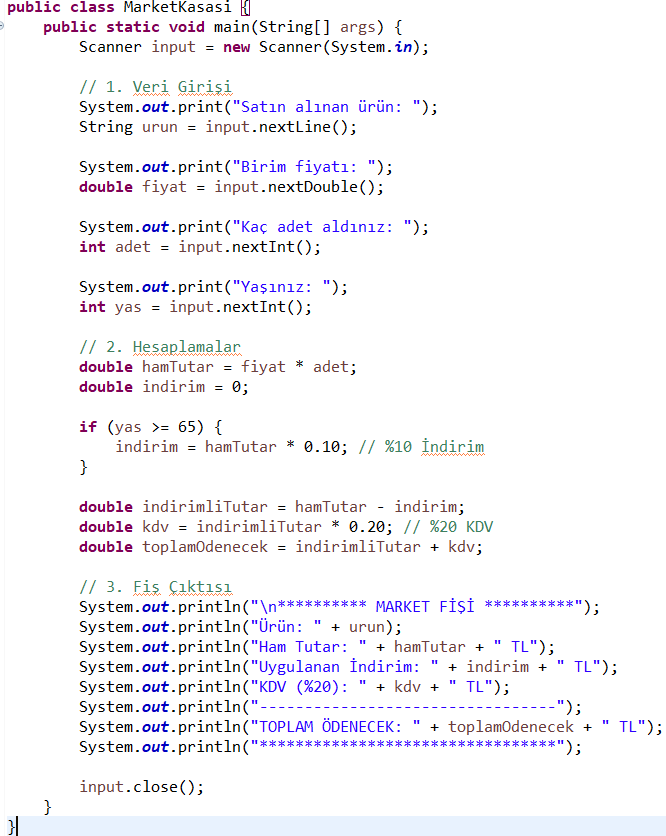 public class MarketKasasi {
public static void main(String[] args) {
Scanner input = new Scanner(System.in);
// 1. Veri Girişi
System.out.print("Satın alınan ürün: ");
String urun = input.nextLine();
System.out.print("Birim fiyatı: ");
double fiyat = input.nextDouble();
System.out.print("Kaç adet aldınız: ");
int adet = input.nextInt();
System.out.print("Yaşınız: ");
int yas = input.nextInt();
// 2. Hesaplamalar
double hamTutar = fiyat * adet;
double indirim = 0;
if (yas >= 65) {
indirim = hamTutar * 0.10; // %10 İndirim
}
double indirimliTutar = hamTutar - indirim;
double kdv = indirimliTutar * 0.20; // %20 KDV
double toplamOdenecek = indirimliTutar + kdv;
// 3. Fiş Çıktısı
System.out.println("\n********** MARKET FİŞİ **********");
System.out.println("Ürün: " + urun);
System.out.println("Ham Tutar: " + hamTutar + " TL");
System.out.println("Uygulanan İndirim: " + indirim + " TL");
System.out.println("KDV (%20): " + kdv + " TL");
System.out.println("---------------------------------");
System.out.println("TOPLAM ÖDENECEK: " + toplamOdenecek + " TL");
System.out.println("*********************************");
input.close();
}
}